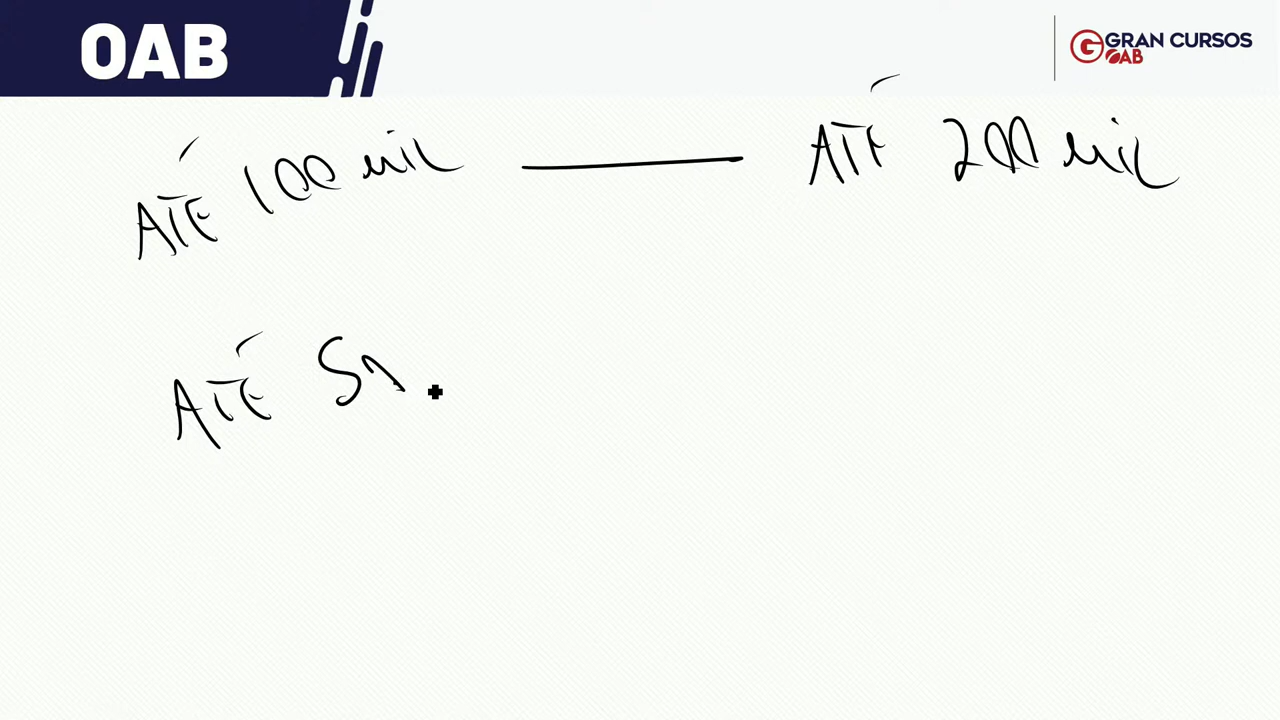 OAB
GRAN CURSOS
OAB
ATÉ 100 mil — ATÉ 200 mil
ATÉ